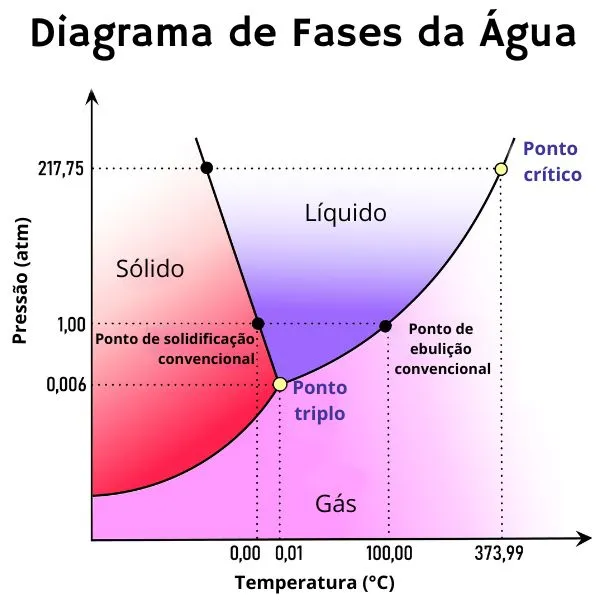 Diagrama de Fases da Água
Ponto
crítico
217,75
Líquido
Sólido
Pressão (atm)
1,00
Ponto de solidificação
convencional
Ponto de
ebulição
convencional
0,006
Ponto
triplo
Gás
0,00 0,01 100,00 373,99
Temperatura (°C)